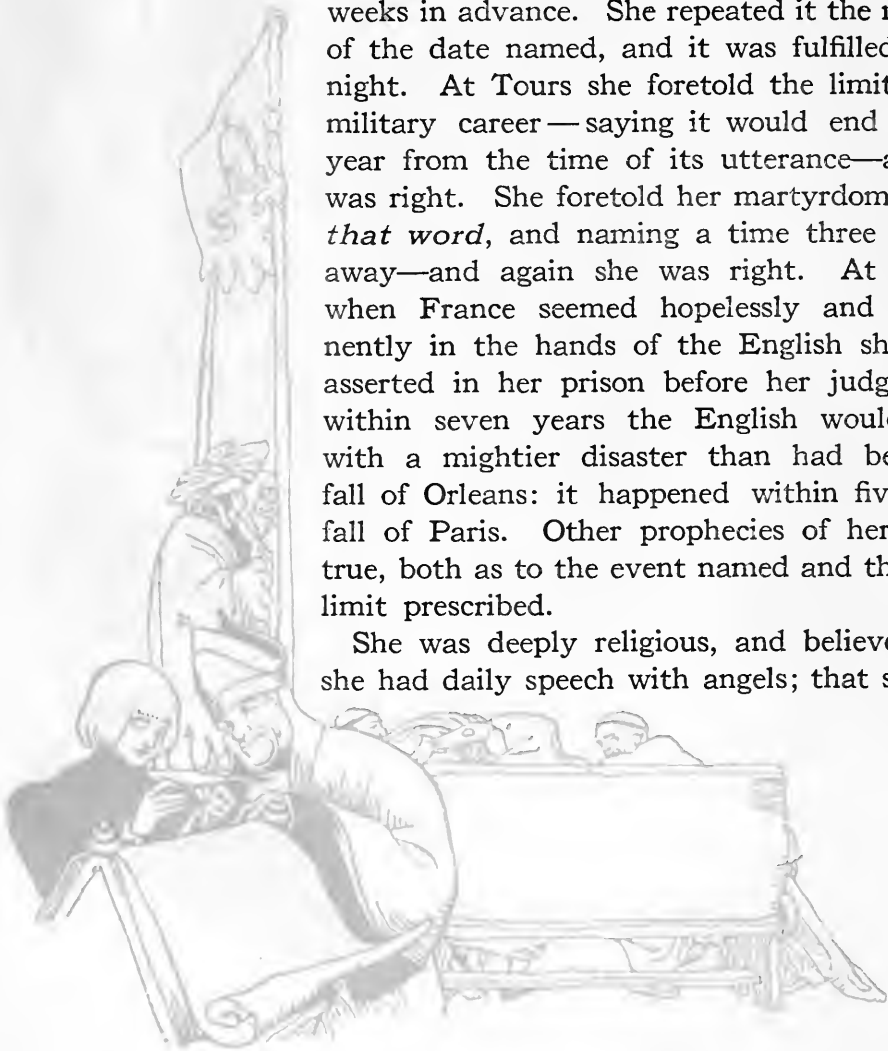 weeks in advance. She repeated it the
of the date named, and it was fulfilled
night. At Tours she foretold the limit
military career—saying it would end
year from the time of its utterance—a
was right. She foretold her martyrdom
that word, and naming a time three
away—and again she was right. At
when France seemed hopelessly and
nently in the hands of the English sh
asserted in her prison before her judg
within seven years the English woul
with a mightier disaster than had be
fall of Orleans: it happened within fiv
fall of Paris. Other prophecies of her
true, both as to the event named and th
limit prescribed.
She was deeply religious, and believe
she had daily speech with angels; that s